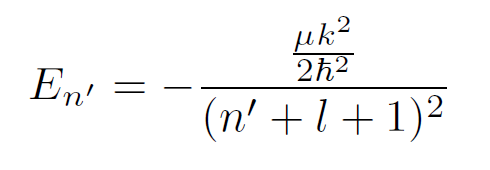 E_{n'} = -\frac{\frac{\mu k^2}{2\hbar^2}}{(n' + l + 1)^2}